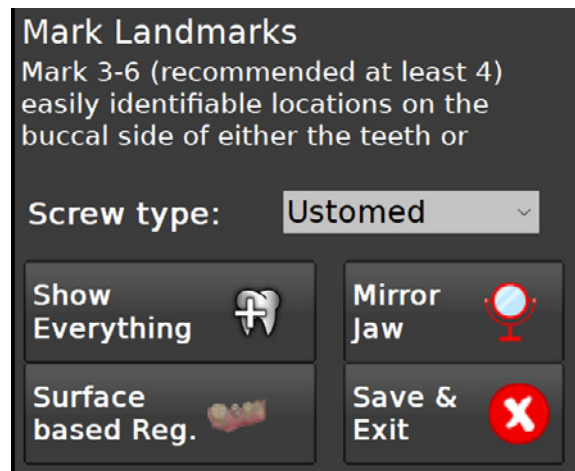 Mark Landmarks
Mark 3-6 (recommended at least 4)
easily identifiable locations on the
buccal side of either the teeth or
Screw type: Ustomed
Show
Everything
Mirror
Jaw
Surface
based Reg.
Save &
Exit